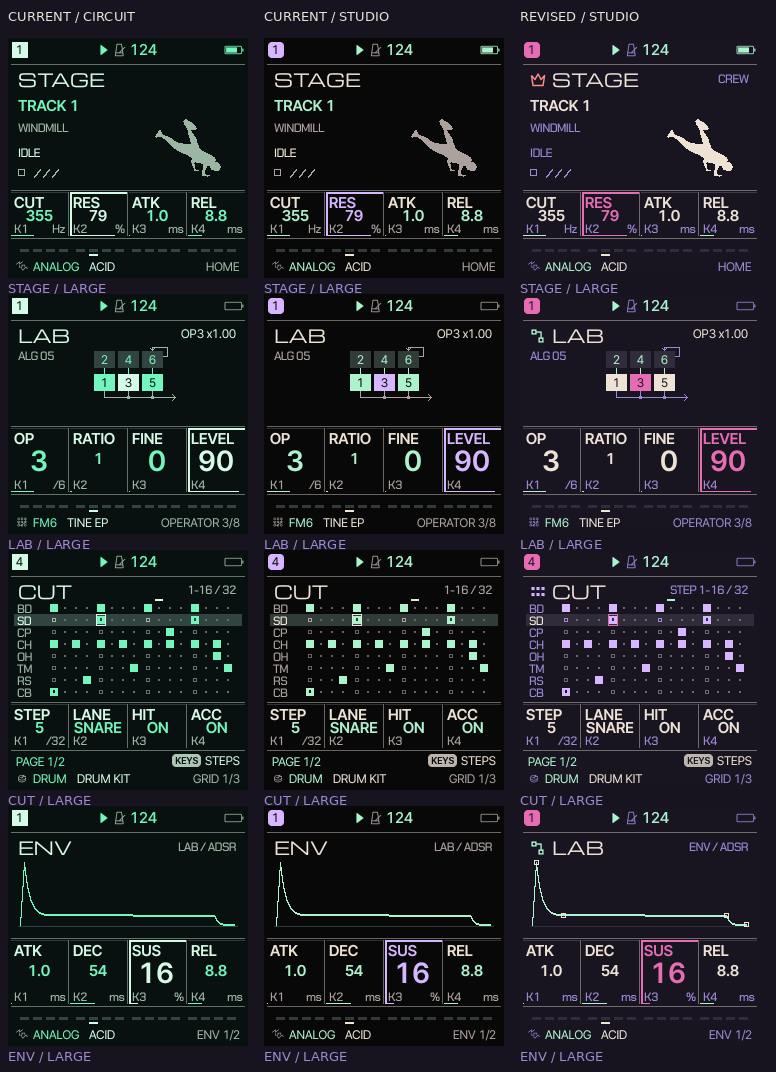 CURRENT / CIRCUIT
1
124
STAGE
TRACK 1
WINDMILL
IDLE
CUT RES ATK REL
355 79 1.0 8.8
K1 Hz K2 % K3 ms K4 ms
ANALOG ACID HOME
STAGE / LARGE
1
124
LAB OP3 x1.00
ALG 05
2 4 6
1 3 5
OP RATIO FINE LEVEL
3 1 0 90
K1 /6 K2 K3 K4
FM6 TINE EP OPERATOR 3/8
LAB / LARGE
4
124
CUT 1-16 / 32
BD
SD
CP
CH
OH
TM
RS
CB
STEP LANE HIT ACC
5 SNARE ON ON
K1 /32 K2 K3 K4
PAGE 1/2 KEYS STEPS
DRUM DRUM KIT GRID 1/3
CUT / LARGE
1
124
ENV LAB / ADSR
ATK DEC SUS REL
1.0 54 16 8.8
K1 ms K2 ms K3 % K4 ms
ANALOG ACID ENV 1/2
ENV / LARGE
CURRENT / STUDIO
1
124
STAGE
TRACK 1
WINDMILL
IDLE
CUT RES ATK REL
355 79 1.0 8.8
K1 Hz K2 % K3 ms K4 ms
ANALOG ACID HOME
STAGE / LARGE
1
124
LAB OP3 x1.00
ALG 05
2 4 6
1 3 5
OP RATIO FINE LEVEL
3 1 0 90
K1 /6 K2 K3 K4
FM6 TINE EP OPERATOR 3/8
LAB / LARGE
4
124
CUT 1-16 / 32
BD
SD
CP
CH
OH
TM
RS
CB
STEP LANE HIT ACC
5 SNARE ON ON
K1 /32 K2 K3 K4
PAGE 1/2 KEYS STEPS
DRUM DRUM KIT GRID 1/3
CUT / LARGE
1
124
ENV LAB / ADSR
ATK DEC SUS REL
1.0 54 16 8.8
K1 ms K2 ms K3 % K4 ms
ANALOG ACID ENV 1/2
ENV / LARGE
REVISED / STUDIO
1
124
STAGE CREW
TRACK 1
WINDMILL
IDLE
CUT RES ATK REL
355 79 1.0 8.8
K1 Hz K2 % K3 ms K4 ms
ANALOG ACID HOME
STAGE / LARGE
1
124
LAB OP3 x1.00
ALG 05
2 4 6
1 3 5
OP RATIO FINE LEVEL
3 1 0 90
K1 /6 K2 K3 K4
FM6 TINE EP OPERATOR 3/8
LAB / LARGE
4
124
CUT STEP 1-16 / 32
BD
SD
CP
CH
OH
TM
RS
CB
STEP LANE HIT ACC
5 SNARE ON ON
K1 /32 K2 K3 K4
PAGE 1/2 KEYS STEPS
DRUM DRUM KIT GRID 1/3
CUT / LARGE
1
124
LAB ENV / ADSR
ATK DEC SUS REL
1.0 54 16 8.8
K1 ms K2 ms K3 % K4 ms
ANALOG ACID ENV 1/2
ENV / LARGE